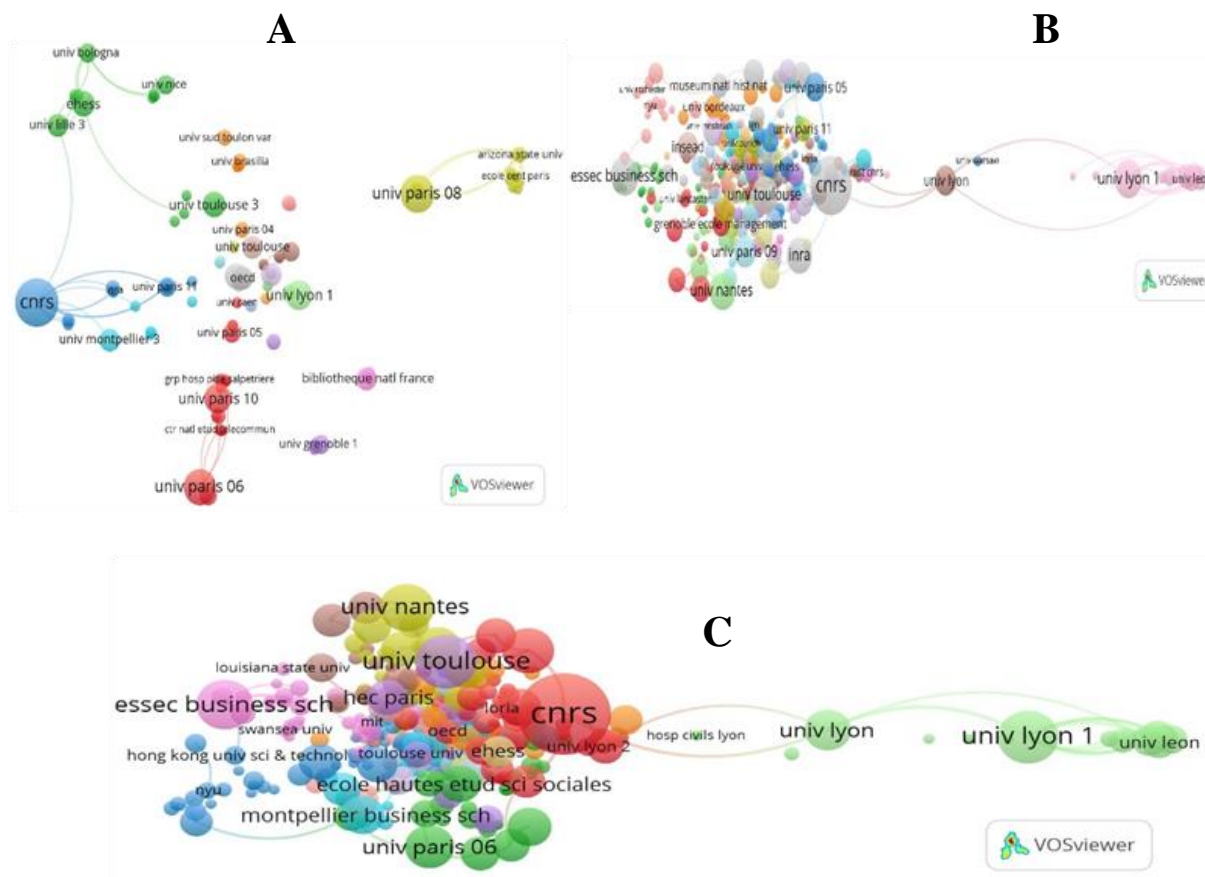 A
univ bologna
univ nice
ehess
univ lille 3
univ sud toulon var
univ brasilia
arizona state univ
ecole cent paris
univ paris 08
univ toulouse 3
univ paris 04
univ toulouse
oecd
univ lyon 1
cnrs
univ paris 11
univ caen
univ montpellier 3
univ paris 05
grp hosp pitie salpetriere
univ paris 10
bibliotheque natl france
ctr natl etud telecommun
univ grenoble 1
univ paris 06
VOSviewer
B
museum natl hist nat
univ paris 05
univ bordeaux
univ paris 11
insead
essec business sch
ehess
cnrs
univ toulouse
univ lyon
univ lyon 1
univ leon
univ lancaster
grenoble ecole management
univ paris 09
inra
univ nantes
VOSviewer
C
univ nantes
louisiana state univ
univ toulouse
essec business sch
hec paris
loria
cnrs
swansea univ
mit
oecd
univ lyon 2
hosp civils lyon
univ lyon
univ lyon 1
univ leon
hong kong univ sci & technol
toulouse univ
ehess
nyu
ecole hautes etud sci sociales
montpellier business sch
univ paris 06
VOSviewer